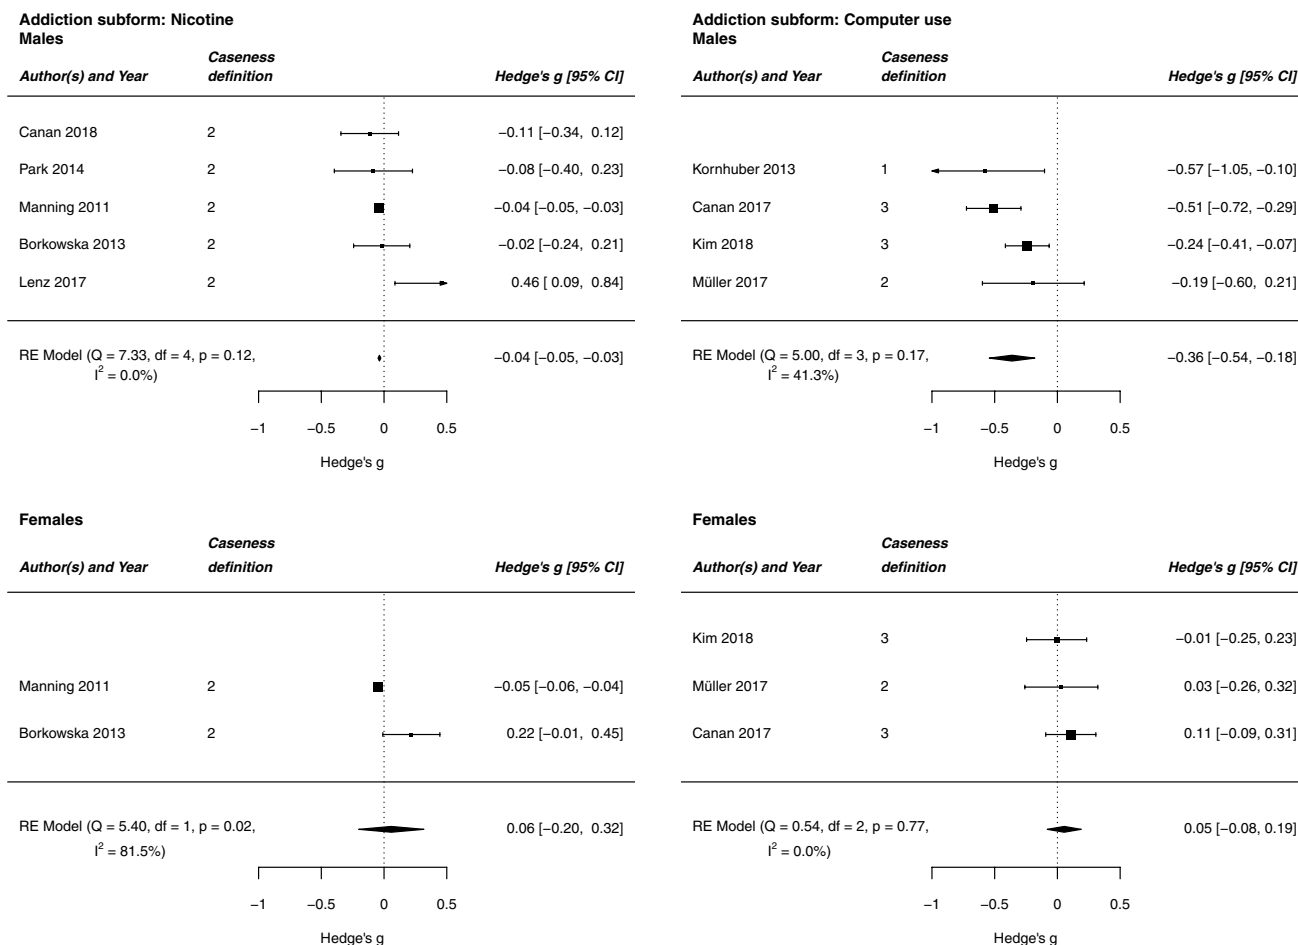 Addiction subform: Nicotine
Males
Caseness
Author(s) and Year definition Hedge's g [95% CI]
Canan 2018 2 −0.11 [−0.34, 0.12]
Park 2014 2 −0.08 [−0.40, 0.23]
Manning 2011 2 −0.04 [−0.05, −0.03]
Borkowska 2013 2 −0.02 [−0.24, 0.21]
Lenz 2017 2 0.46 [ 0.09, 0.84]
RE Model (Q = 7.33, df = 4, p = 0.12, −0.04 [−0.05, −0.03]
I² = 0.0%)
−1 −0.5 0 0.5
Hedge's g
Addiction subform: Computer use
Males
Caseness
Author(s) and Year definition Hedge's g [95% CI]
Kornhuber 2013 1 −0.57 [−1.05, −0.10]
Canan 2017 3 −0.51 [−0.72, −0.29]
Kim 2018 3 −0.24 [−0.41, −0.07]
Müller 2017 2 −0.19 [−0.60, 0.21]
RE Model (Q = 5.00, df = 3, p = 0.17, −0.36 [−0.54, −0.18]
I² = 41.3%)
−1 −0.5 0 0.5
Hedge's g
Females
Caseness
Author(s) and Year definition Hedge's g [95% CI]
Manning 2011 2 −0.05 [−0.06, −0.04]
Borkowska 2013 2 0.22 [−0.01, 0.45]
RE Model (Q = 5.40, df = 1, p = 0.02, 0.06 [−0.20, 0.32]
I² = 81.5%)
−1 −0.5 0 0.5
Hedge's g
Females
Caseness
Author(s) and Year definition Hedge's g [95% CI]
Kim 2018 3 −0.01 [−0.25, 0.23]
Müller 2017 2 0.03 [−0.26, 0.32]
Canan 2017 3 0.11 [−0.09, 0.31]
RE Model (Q = 0.54, df = 2, p = 0.77, 0.05 [−0.08, 0.19]
I² = 0.0%)
−1 −0.5 0 0.5
Hedge's g